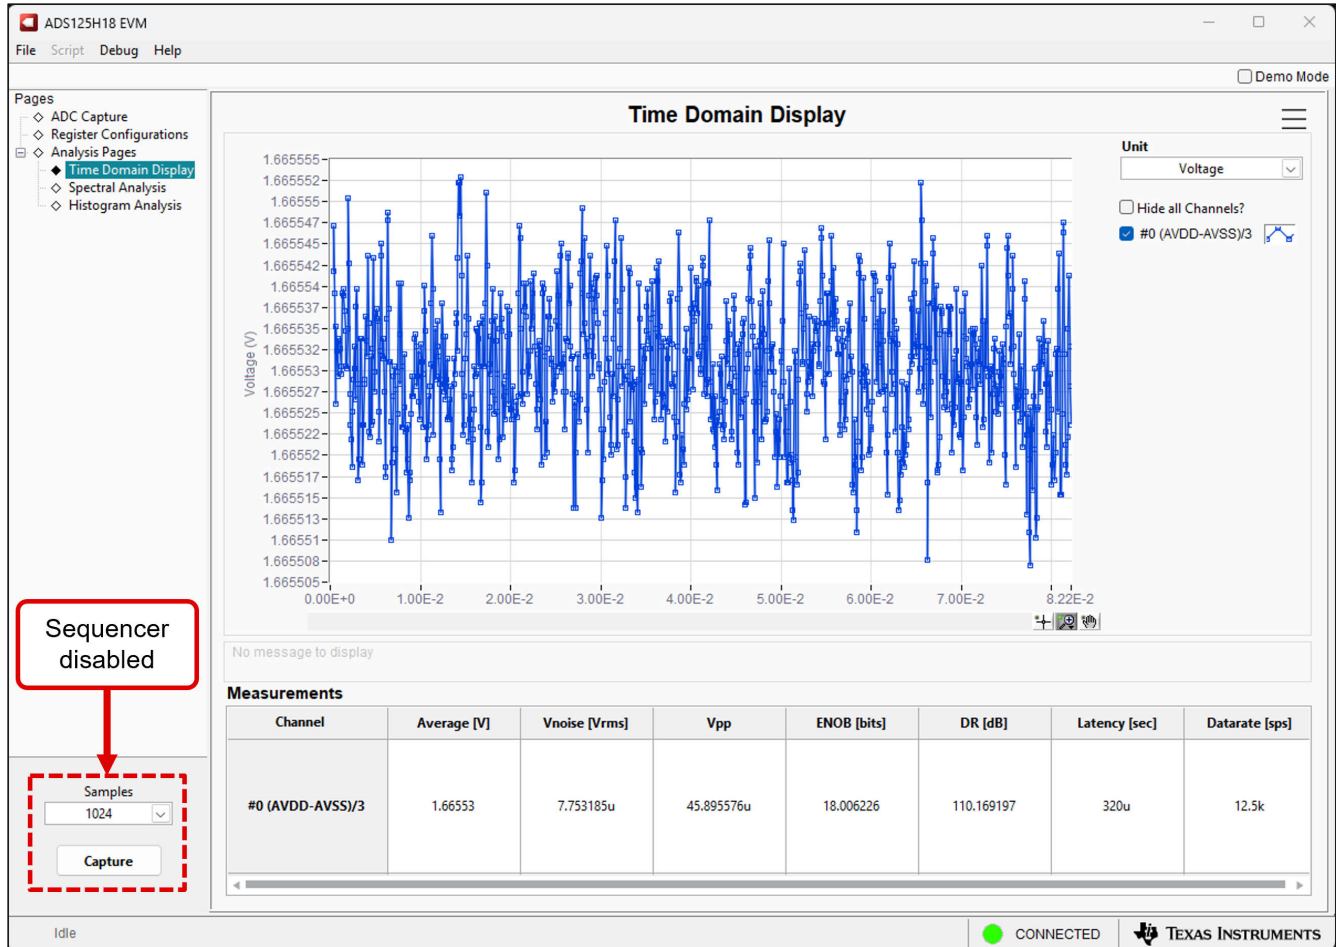 ADS125H18 EVM
File Script Debug Help
Demo Mode
Pages
ADC Capture
Register Configurations
Analysis Pages
Time Domain Display
Spectral Analysis
Histogram Analysis
Time Domain Display
Unit
Voltage
Hide all Channels?
#0 (AVDD-AVSS)/3
Voltage (V)
1.665555
1.665552
1.66555
1.665547
1.665545
1.665542
1.66554
1.665537
1.665535
1.665532
1.66553
1.665527
1.665525
1.665522
1.66552
1.665517
1.665515
1.665513
1.66551
1.665508
1.665505
0.00E+0 1.00E-2 2.00E-2 3.00E-2 4.00E-2 5.00E-2 6.00E-2 7.00E-2 8.22E-2
No message to display
Sequencer
disabled
Measurements
Channel Average [V] Vnoise [Vrms] Vpp ENOB [bits] DR [dB] Latency [sec] Datarate [sps]
#0 (AVDD-AVSS)/3 1.66553 7.753185u 45.895576u 18.006226 110.169197 320u 12.5k
Samples
1024
Capture
Idle
CONNECTED
TEXAS INSTRUMENTS